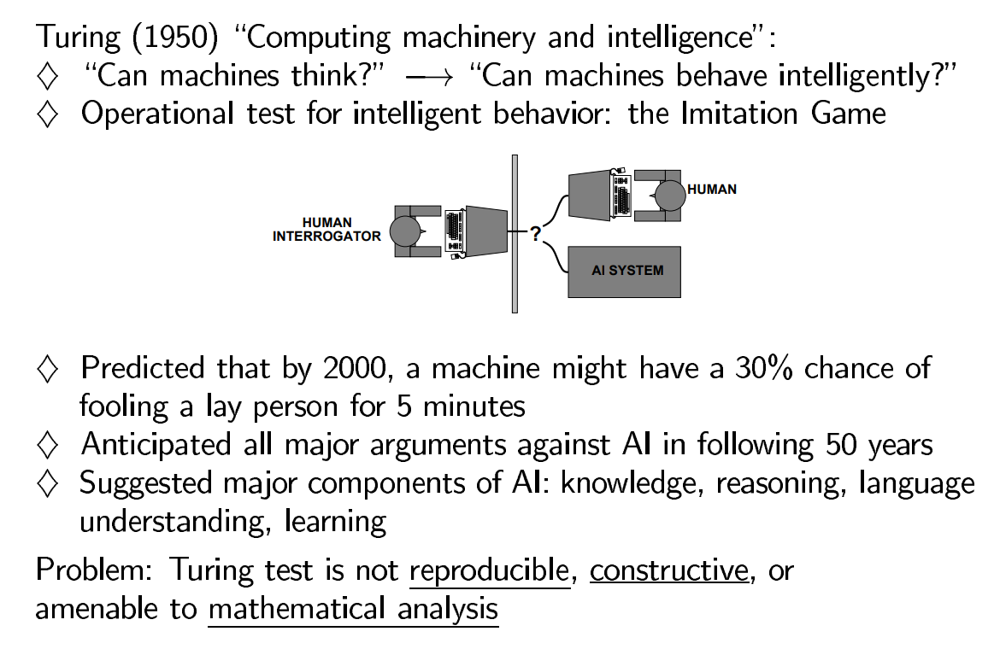 Turing (1950) “Computing machinery and intelligence”:
♢ “Can machines think?” ⟶ “Can machines behave intelligently?”
♢ Operational test for intelligent behavior: the Imitation Game
HUMAN
HUMAN
INTERROGATOR
?
AI SYSTEM
♢ Predicted that by 2000, a machine might have a 30% chance of
fooling a lay person for 5 minutes
♢ Anticipated all major arguments against AI in following 50 years
♢ Suggested major components of AI: knowledge, reasoning, language
understanding, learning
Problem: Turing test is not reproducible, constructive, or
amenable to mathematical analysis